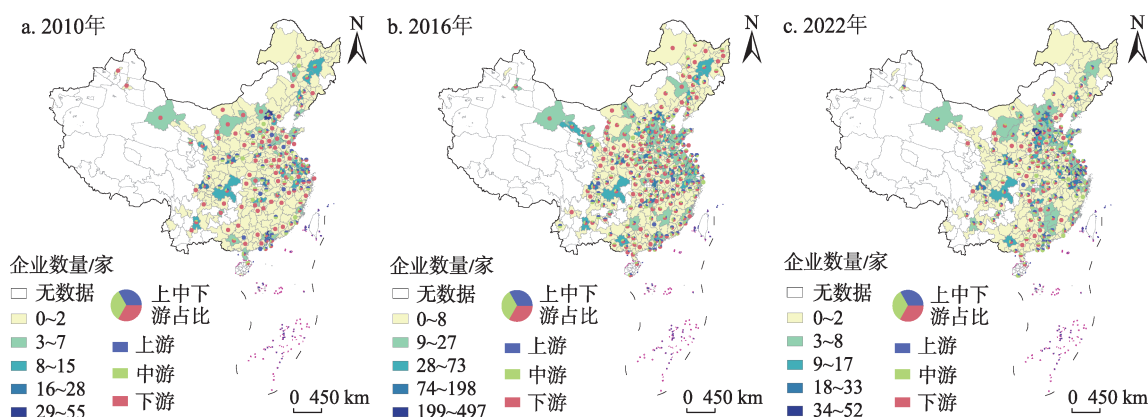 a. 2010年
N
企业数量/家
无数据
0~2
3~7
8~15
16~28
29~55
上中下
游占比
上游
中游
下游
0 450 km
b. 2016年
N
企业数量/家
无数据
0~8
9~27
28~73
74~198
199~497
上中下
游占比
上游
中游
下游
0 450 km
c. 2022年
N
企业数量/家
无数据
0~2
3~8
9~17
18~33
34~52
上中下
游占比
上游
中游
下游
0 450 km